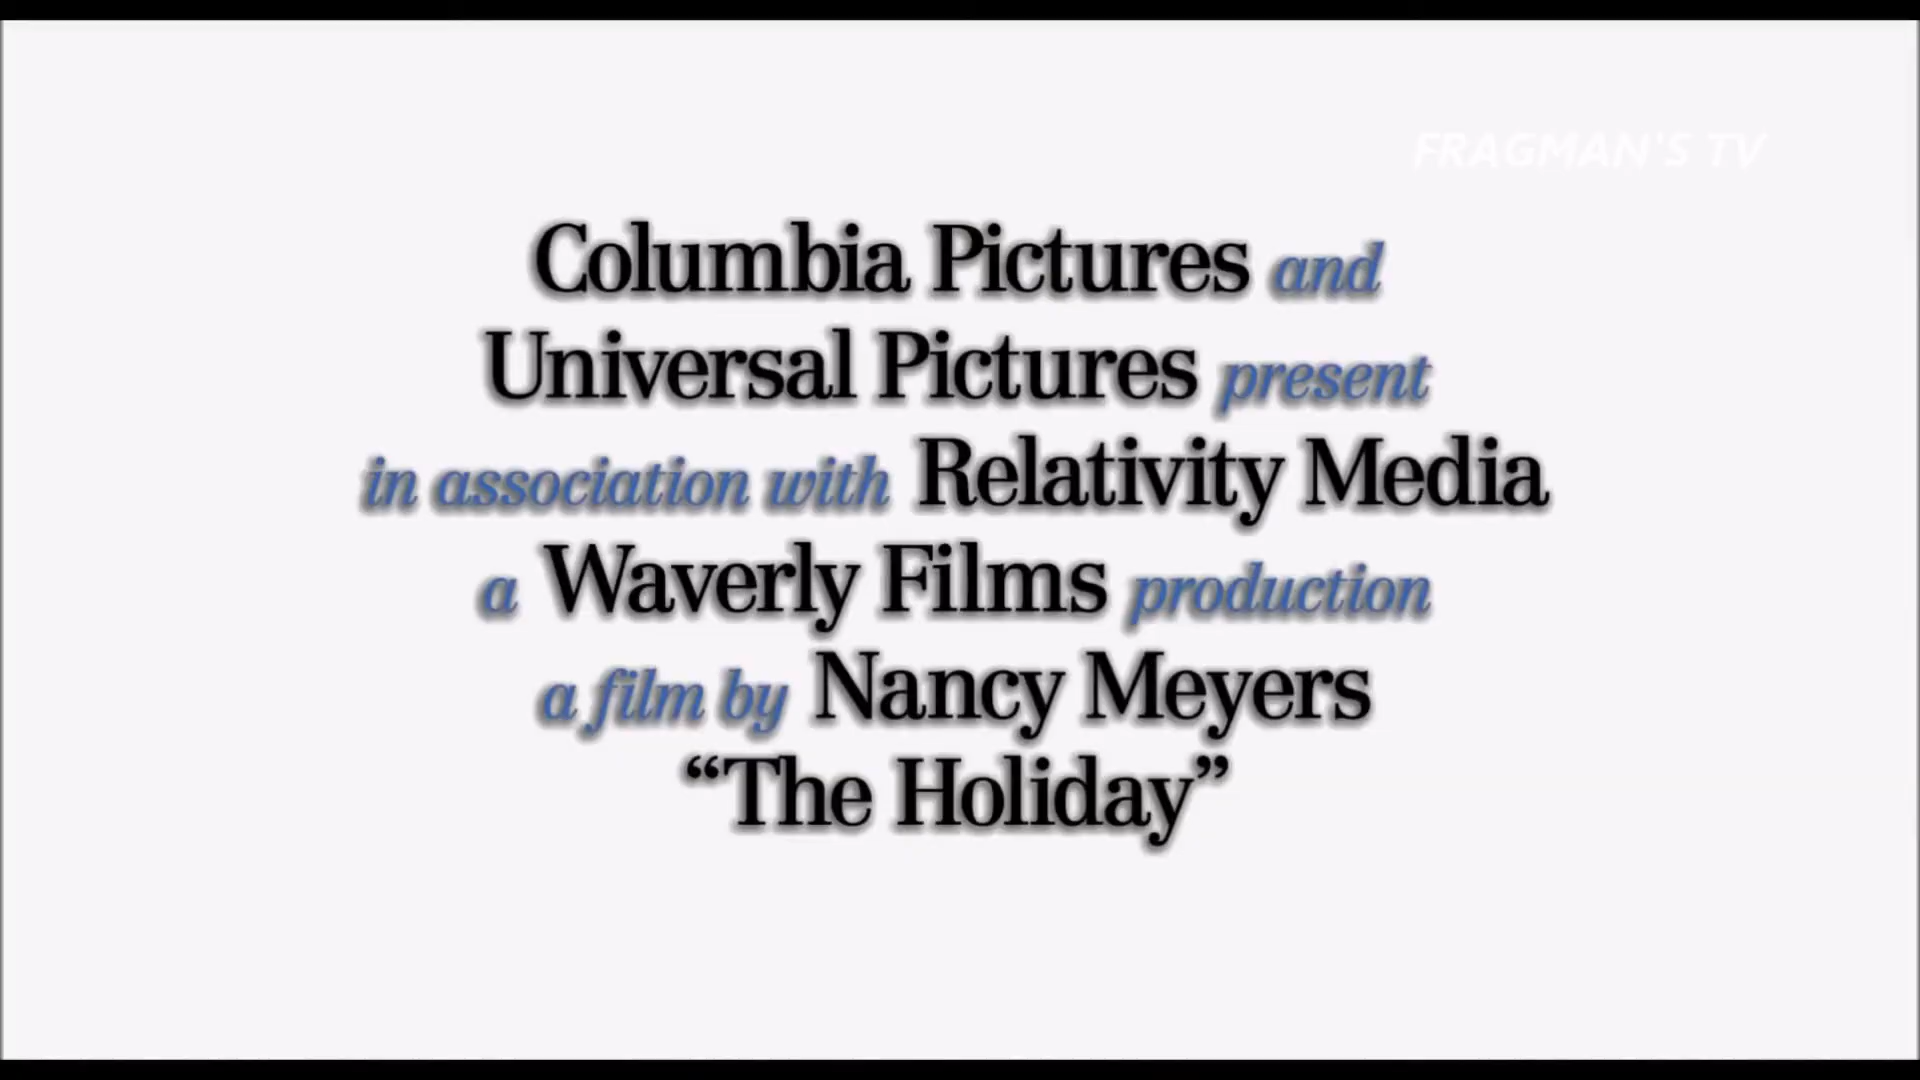 FRAGMAN'S TV
Columbia Pictures and
Universal Pictures present
in association with Relativity Media
a Waverly Films production
a film by Nancy Meyers
“The Holiday”